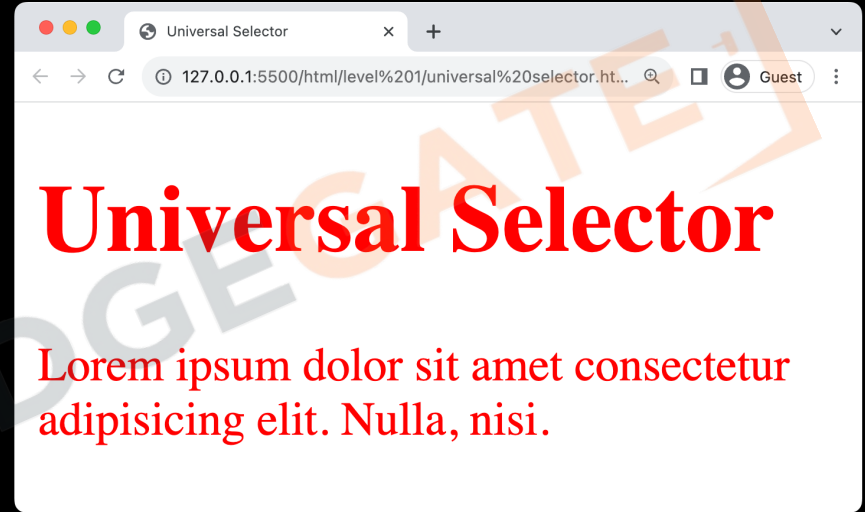 Universal Selector
127.0.0.1:5500/html/level%201/universal%20selector.ht...
Guest
Universal Selector
Lorem ipsum dolor sit amet consectetur
adipisicing elit. Nulla, nisi.
DGEGATE